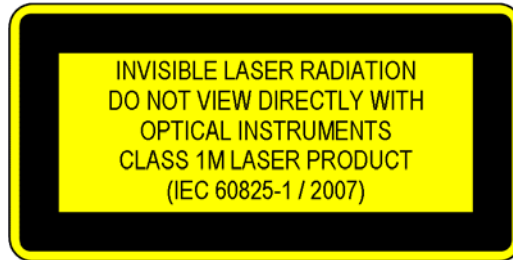 INVISIBLE LASER RADIATION
DO NOT VIEW DIRECTLY WITH
OPTICAL INSTRUMENTS
CLASS 1M LASER PRODUCT
(IEC 60825-1 / 2007)